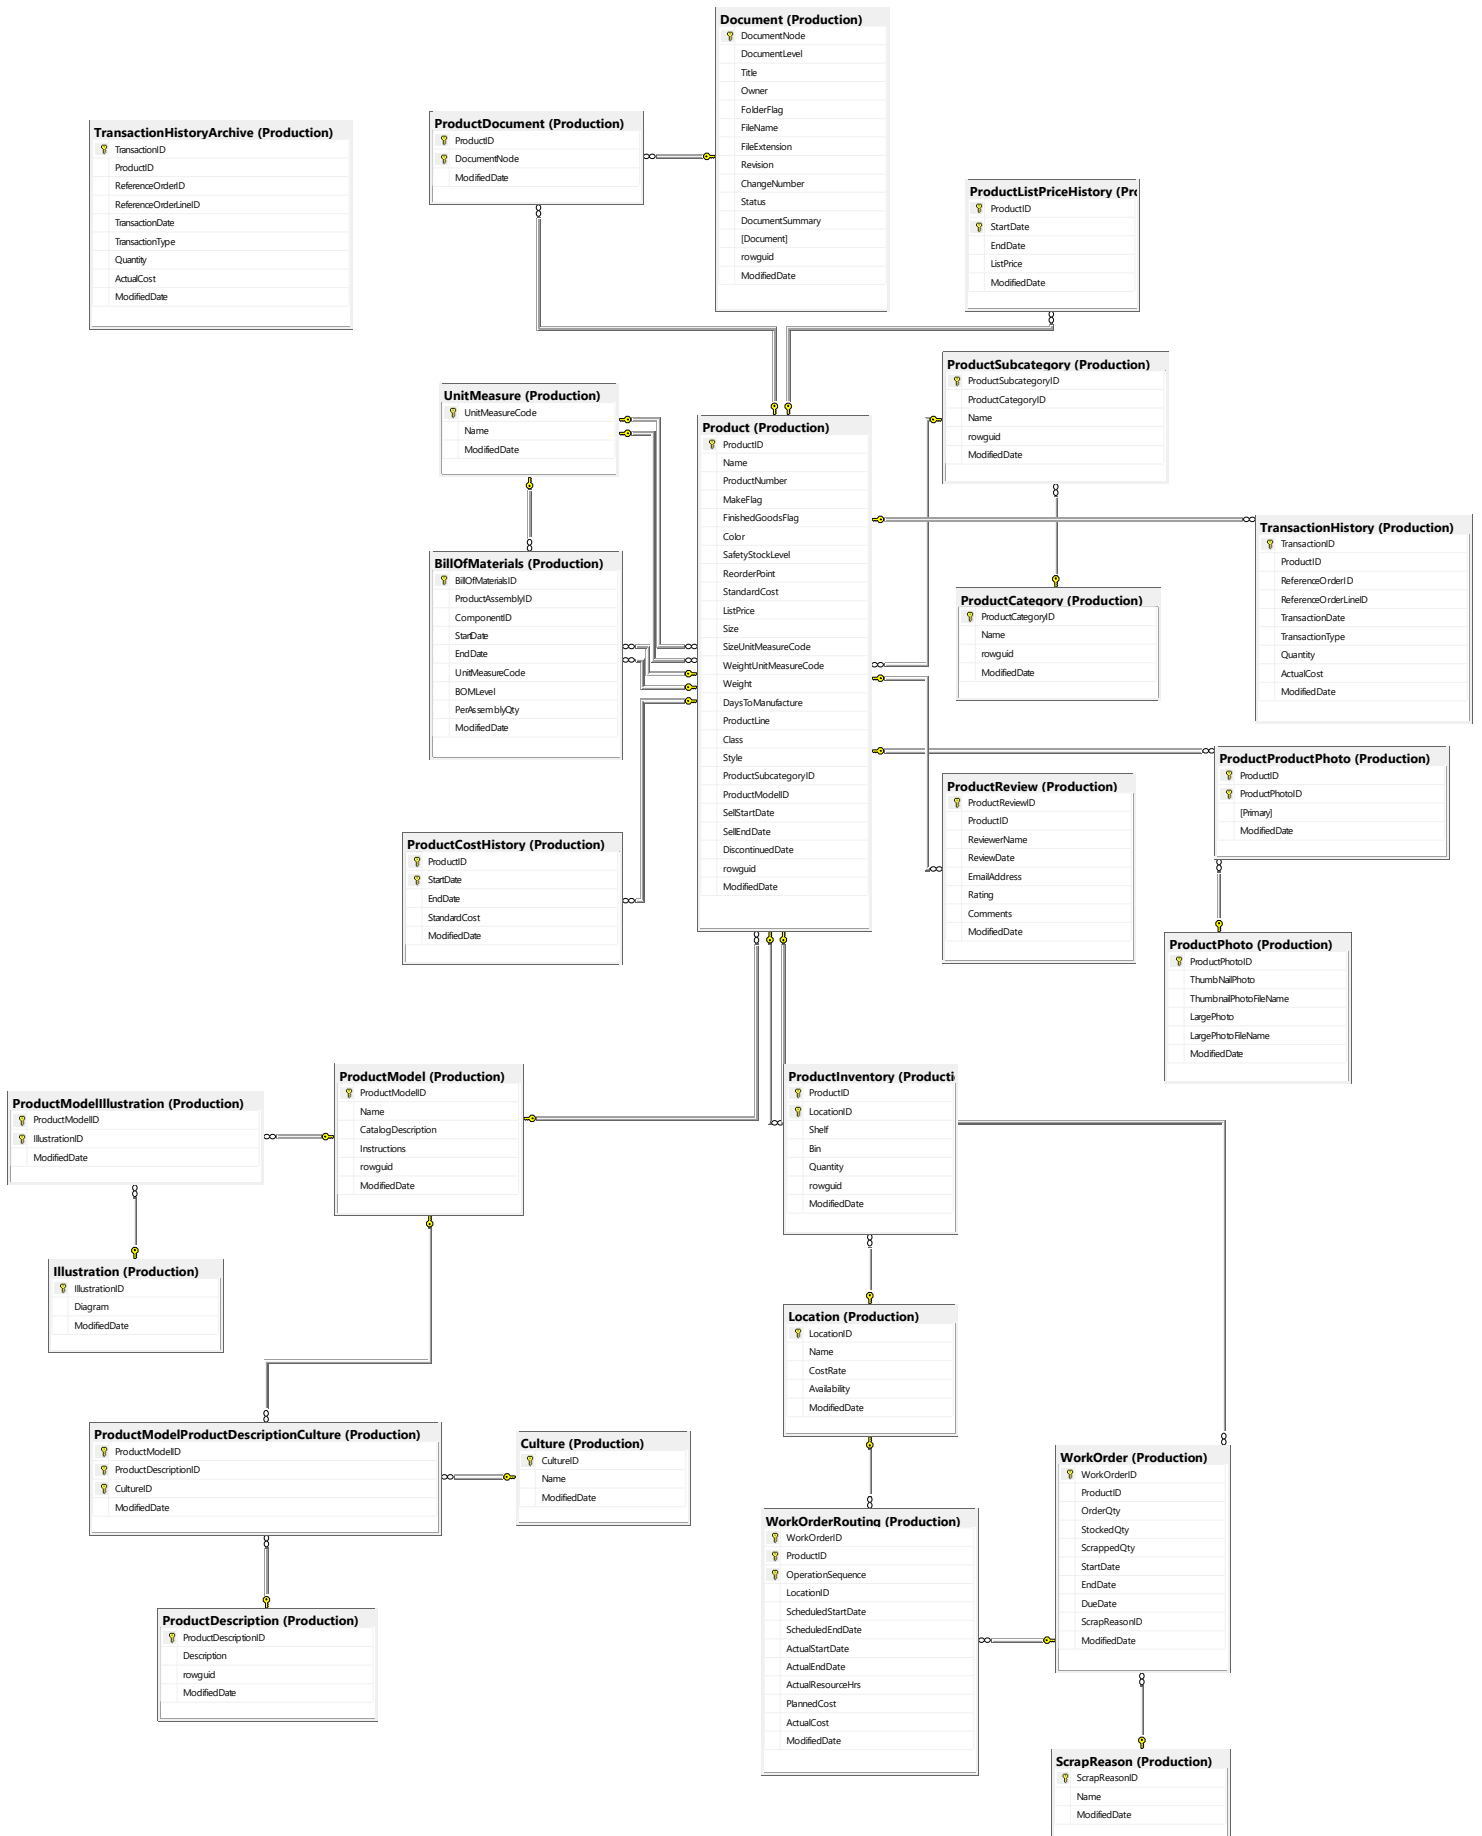 Document (Production)
DocumentNode
DocumentLevel
Title
Owner
FolderFlag
FileName
FileExtension
Revision
ChangeNumber
Status
DocumentSummary
[Document]
rowguid
ModifiedDate
ProductDocument (Production)
ProductID
DocumentNode
ModifiedDate
TransactionHistoryArchive (Production)
TransactionID
ProductID
ReferenceOrderID
ReferenceOrderLineID
TransactionDate
TransactionType
Quantity
ActualCost
ModifiedDate
ProductListPriceHistory (Pro
ProductID
StartDate
EndDate
ListPrice
ModifiedDate
ProductSubcategory (Production)
ProductSubcategoryID
ProductCategoryID
Name
rowguid
ModifiedDate
UnitMeasure (Production)
UnitMeasureCode
Name
ModifiedDate
Product (Production)
ProductID
Name
ProductNumber
MakeFlag
FinishedGoodsFlag
Color
SafetyStockLevel
ReorderPoint
StandardCost
ListPrice
Size
SizeUnitMeasureCode
WeightUnitMeasureCode
Weight
DaysToManufacture
ProductLine
Class
Style
ProductSubcategoryID
ProductModelID
SellStartDate
SellEndDate
DiscontinuedDate
rowguid
ModifiedDate
TransactionHistory (Production)
TransactionID
ProductID
ReferenceOrderID
ReferenceOrderLineID
TransactionDate
TransactionType
Quantity
ActualCost
ModifiedDate
BillOfMaterials (Production)
BillOfMaterialsID
ProductAssemblyID
ComponentID
StartDate
EndDate
UnitMeasureCode
BOMLevel
PerAssemblyQty
ModifiedDate
ProductCategory (Production)
ProductCategoryID
Name
rowguid
ModifiedDate
ProductProductPhoto (Production)
ProductID
ProductPhotoID
[Primary]
ModifiedDate
ProductReview (Production)
ProductReviewID
ProductID
ReviewerName
ReviewDate
EmailAddress
Rating
Comments
ModifiedDate
ProductCostHistory (Production)
ProductID
StartDate
EndDate
StandardCost
ModifiedDate
ProductPhoto (Production)
ProductPhotoID
ThumbNailPhoto
ThumbnailPhotoFileName
LargePhoto
LargePhotoFileName
ModifiedDate
ProductModel (Production)
ProductModelID
Name
CatalogDescription
Instructions
rowguid
ModifiedDate
ProductInventory (Producti
ProductID
LocationID
Shelf
Bin
Quantity
rowguid
ModifiedDate
ProductModelIllustration (Production)
ProductModelID
IllustrationID
ModifiedDate
Illustration (Production)
IllustrationID
Diagram
ModifiedDate
Location (Production)
LocationID
Name
CostRate
Availability
ModifiedDate
ProductModelProductDescriptionCulture (Production)
ProductModelID
ProductDescriptionID
CultureID
ModifiedDate
Culture (Production)
CultureID
Name
ModifiedDate
WorkOrder (Production)
WorkOrderID
ProductID
OrderQty
StockedQty
ScrappedQty
StartDate
EndDate
DueDate
ScrapReasonID
ModifiedDate
WorkOrderRouting (Production)
WorkOrderID
ProductID
OperationSequence
LocationID
ScheduledStartDate
ScheduledEndDate
ActualStartDate
ActualEndDate
ActualResourceHrs
PlannedCost
ActualCost
ModifiedDate
ProductDescription (Production)
ProductDescriptionID
Description
rowguid
ModifiedDate
ScrapReason (Production)
ScrapReasonID
Name
ModifiedDate